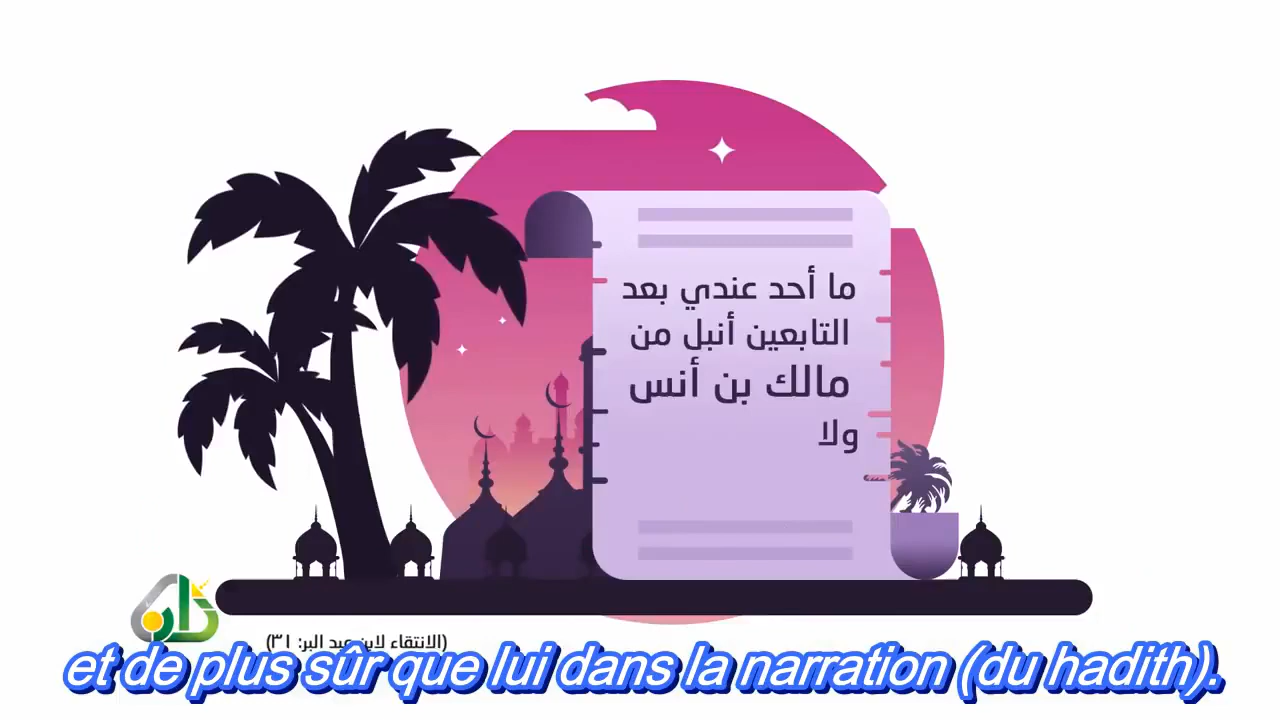 ما أحد عندي بعد
التابعين أنبل من
مالك بن أنس
ولا
(الانتقاء لابن عبد البر: ٣١)
et de plus sûr que lui dans la narration (du hadith).